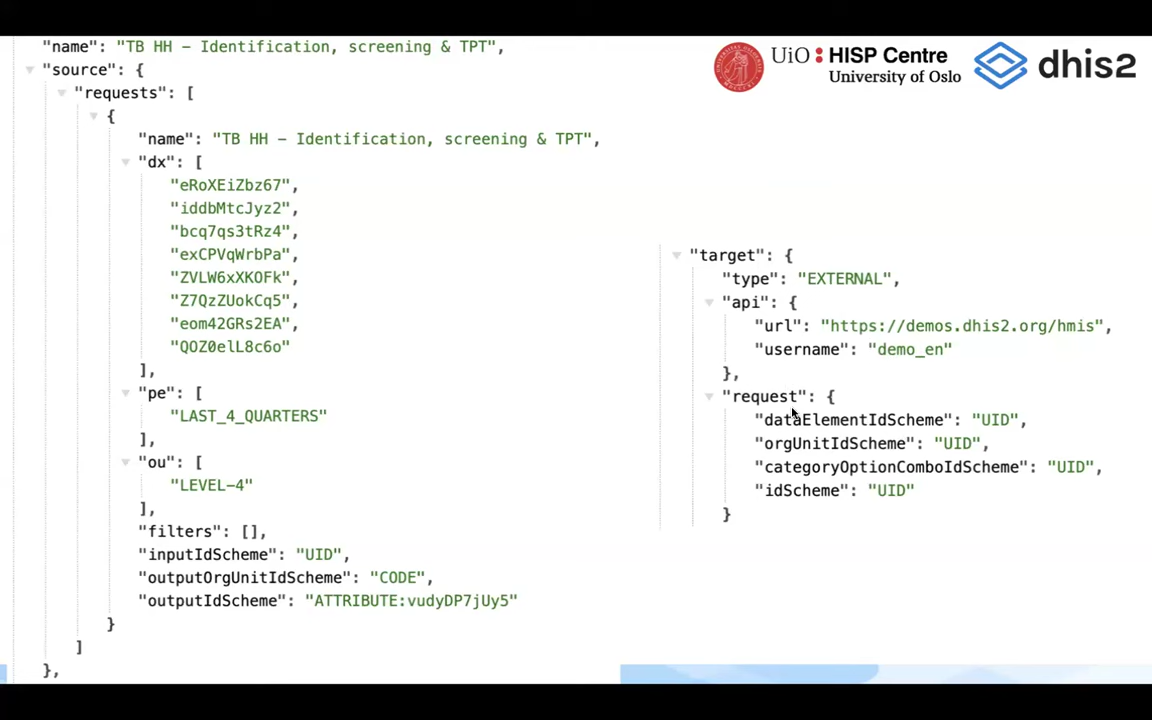 "name": "TB HH – Identification, screening & TPT",
"source": {
"requests": [
{
"name": "TB HH – Identification, screening & TPT",
"dx": [
"eRoXEiZbz67",
"iddbMtcJyz2",
"bcq7qs3tRz4",
"exCPVqWrbPa",
"ZVLW6xXKOFk",
"Z7QzZUokCq5",
"eom42GRs2EA",
"QOZ0elL8c6o"
],
"pe": [
"LAST_4_QUARTERS"
],
"ou": [
"LEVEL-4"
],
"filters": [],
"inputIdScheme": "UID",
"outputOrgUnitIdScheme": "CODE",
"outputIdScheme": "ATTRIBUTE:vudyDP7jUy5"
}
]
},
UiO HISP Centre
University of Oslo
dhis2
"target": {
"type": "EXTERNAL",
"api": {
"url": "https://demos.dhis2.org/hmis",
"username": "demo_en"
},
"request": {
"dataElementIdScheme": "UID",
"orgUnitIdScheme": "UID",
"categoryOptionComboIdScheme": "UID",
"idScheme": "UID"
}